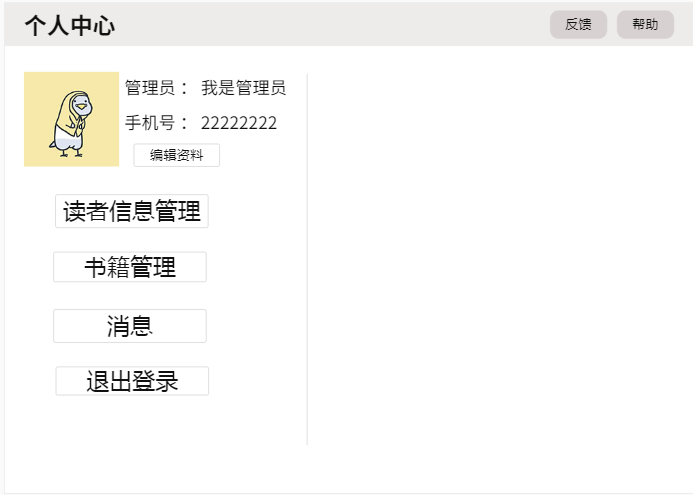 个人中心
反馈
帮助
管理员： 我是管理员
手机号： 22222222
编辑资料
读者信息管理
书籍管理
消息
退出登录